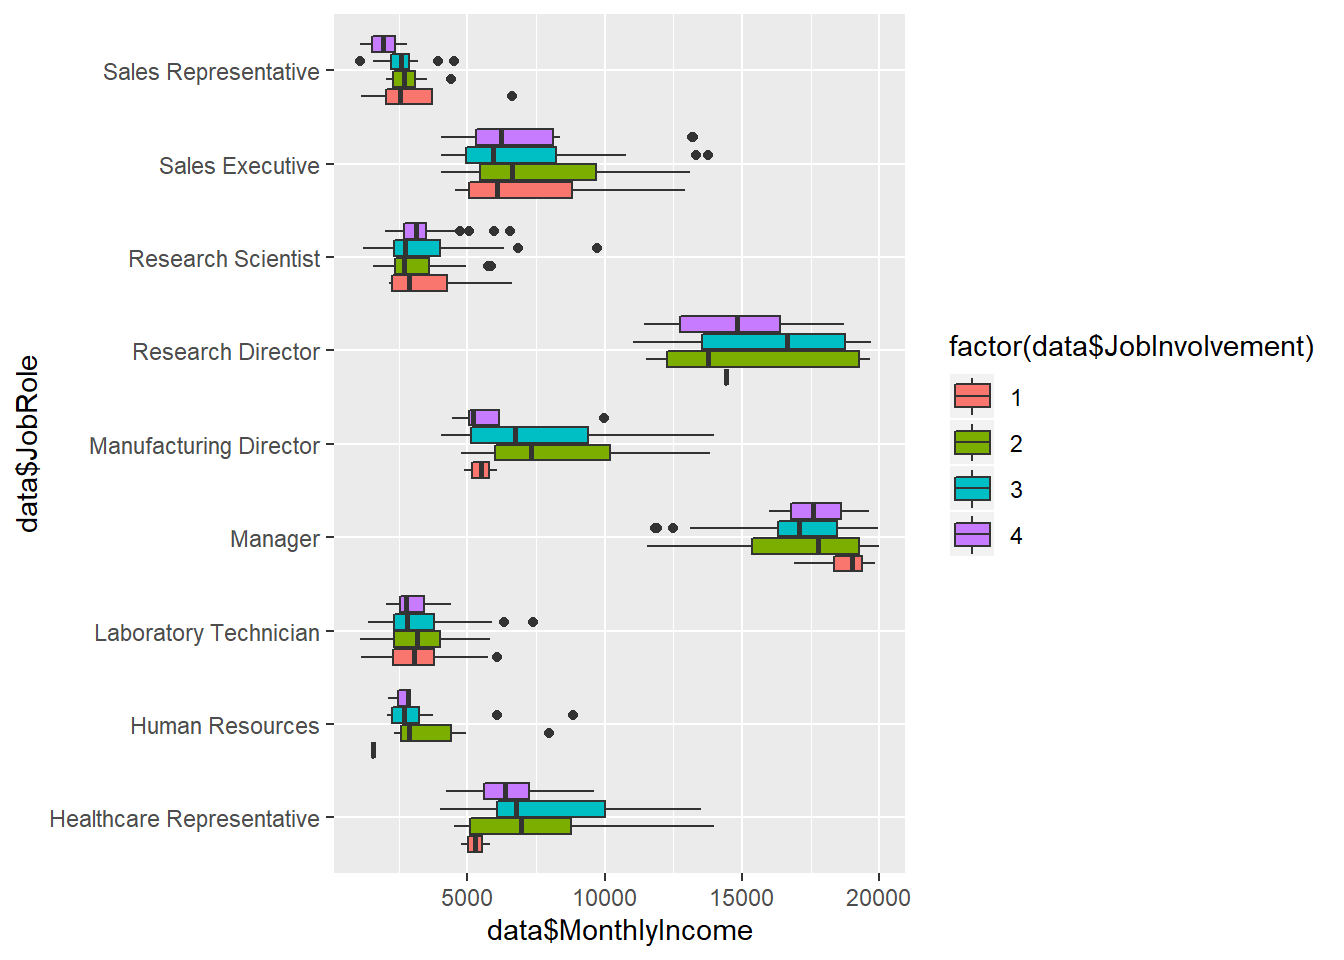 Sales Representative
Sales Executive
Research Scientist
Research Director
Manufacturing Director
Manager
Laboratory Technician
Human Resources
Healthcare Representative
data$JobRole
5000 10000 15000 20000
data$MonthlyIncome
factor(data$JobInvolvement)
1
2
3
4